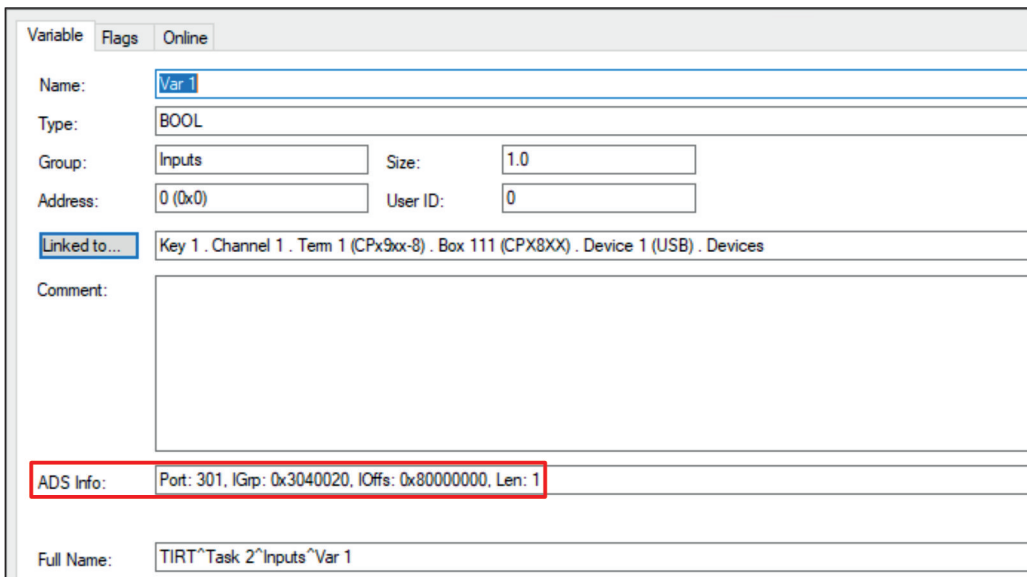 Variable Flags Online
Name: Var 1
Type: BOOL
Group: Inputs Size: 1.0
Address: 0 (0x0) User ID: 0
Linked to... Key 1 . Channel 1 . Term 1 (CPx9xx-8) . Box 111 (CPX8XX) . Device 1 (USB) . Devices
Comment:
ADS Info: Port: 301, IGrp: 0x3040020, IOffs: 0x80000000, Len: 1
Full Name: TIRT^Task 2^Inputs^Var 1